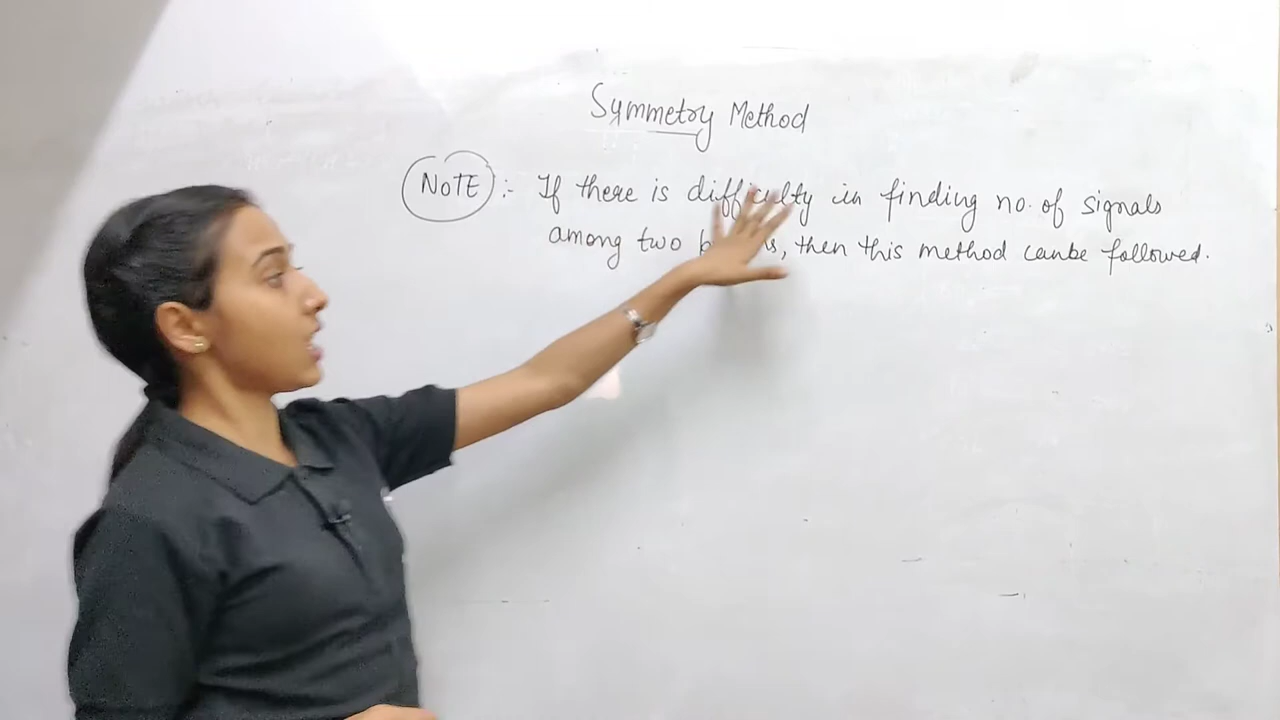 Symmetry Method
NOTE :- If there is difficulty in finding no. of signals
among two then this method canbe followed.